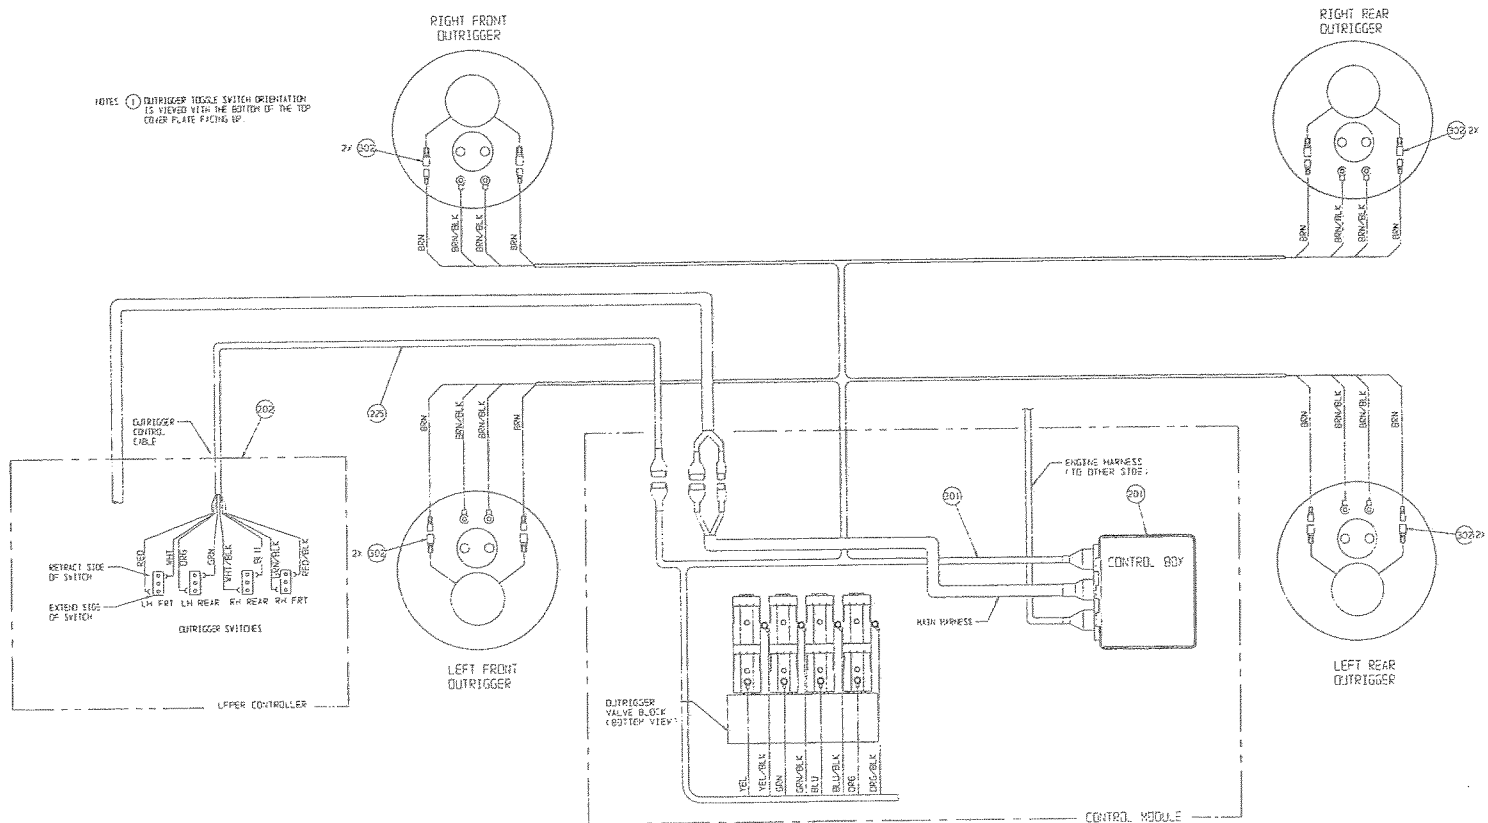 RIGHT FRONT
OUTRIGGER
RIGHT REAR
OUTRIGGER
NOTES 1 OUTRIGGER TOGGLE SWITCH ORIENTATION
IS VIEWED WITH THE BOTTOM OF THE TOP
COVER PLATE FACING UP.
2X 302
302 2X
BRN
BRN/BLK
BRN/BLK
BRN
BRN
BRN/BLK
BRN/BLK
BRN
225
202
OUTRIGGER
CONTROL
CABLE
BRN
BRN/BLK
BRN/BLK
BRN
BRN
BRN/BLK
BRN/BLK
BRN
ENGINE HARNESS
(TO OTHER SIDE)
201
201
CONTROL BOX
2X 302
302 2X
RED
WHT
ORG
GRN
WHT/BLK
BLU
GRN/BLK
RED/BLK
RETRACT SIDE
OF SWITCH
EXTEND SIDE
OF SWITCH
LH FRT
LH REAR
RH REAR
RH FRT
OUTRIGGER SWITCHES
UPPER CONTROLLER
MAIN HARNESS
LEFT FRONT
OUTRIGGER
LEFT REAR
OUTRIGGER
OUTRIGGER
VALVE BLOCK
(BOTTOM VIEW)
YEL
YEL/BLK
GRN
GRN/BLK
BLU
BLU/BLK
ORG
ORG/BLK
CONTROL MODULE